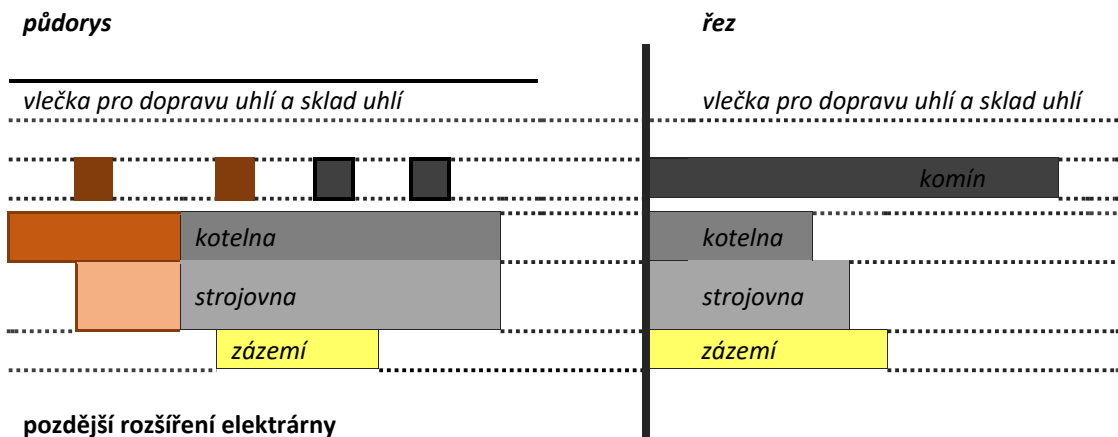 půdorys
řez
vlečka pro dopravu uhlí a sklad uhlí
vlečka pro dopravu uhlí a sklad uhlí
komín
kotelna
kotelna
strojovna
strojovna
zázemí
zázemí
pozdější rozšíření elektrárny